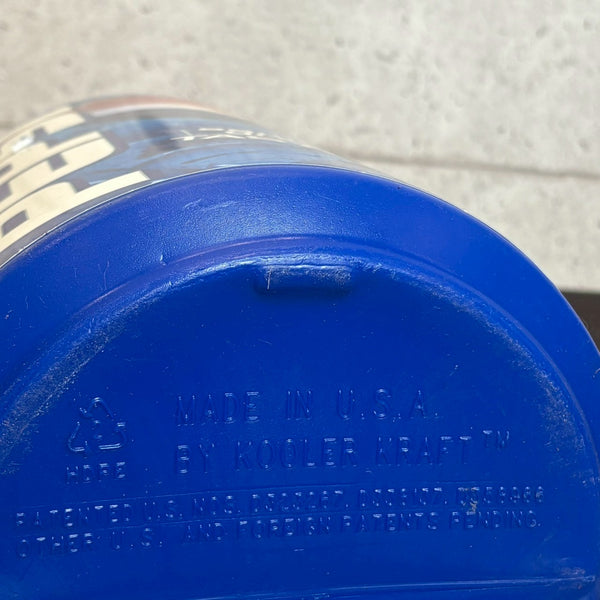 MADE IN U.S.A.
BY KOOLER KRAFT™
HDPE
PATENTED U.S. NOS.
OTHER U.S. AND FOREIGN PATENTS PENDING.